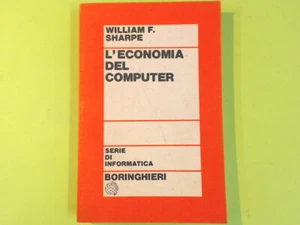 WILLIAM F.
SHARPE
L'ECONOMIA
DEL
COMPUTER
SERIE
DI
INFORMATICA
BORINGHIERI